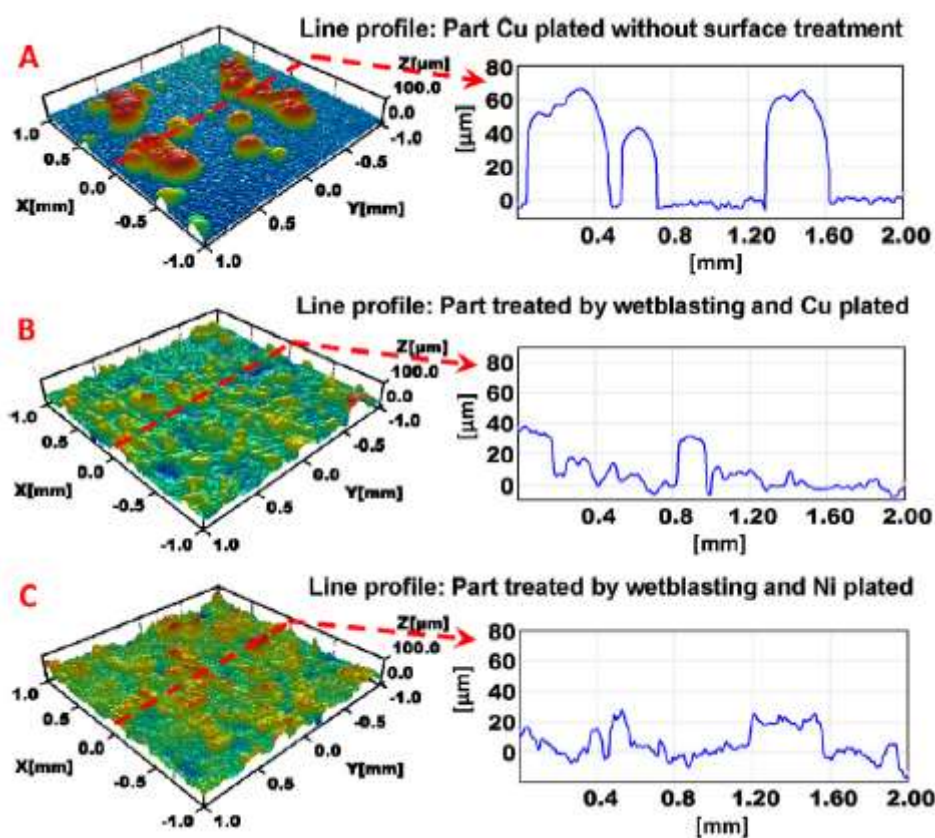 A
Line profile: Part Cu plated without surface treatment
Z[µm]
100.0
0.0
-1.0
-0.5
0.0
0.5
1.0
Y[mm]
1.0
0.5
0.0
-0.5
-1.0
X[mm]
80
60
40
20
0
[µm]
0.4 0.8 1.20 1.60 2.00
[mm]
B
Line profile: Part treated by wetblasting and Cu plated
Z[µm]
100.0
0.0
-1.0
-0.5
0.0
0.5
1.0
Y[mm]
1.0
0.5
0.0
-0.5
-1.0
X[mm]
80
60
40
20
0
[µm]
0.4 0.8 1.20 1.60 2.00
[mm]
C
Line profile: Part treated by wetblasting and Ni plated
Z[µm]
100.0
0.0
-1.0
-0.5
0.0
0.5
1.0
Y[mm]
1.0
0.5
0.0
-0.5
-1.0
X[mm]
80
60
40
20
0
[µm]
0.4 0.8 1.20 1.60 2.00
[mm]